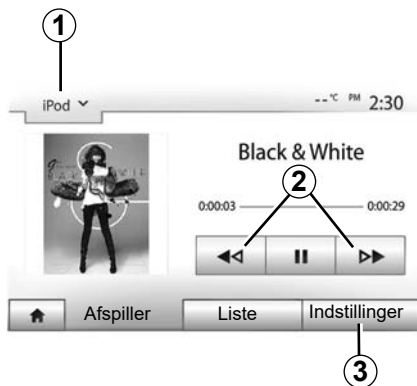 1
iPod
--°C PM 2:30
Black & White
2
0:00:03
0:00:29
Afspiller
Liste
Indstillinger
3